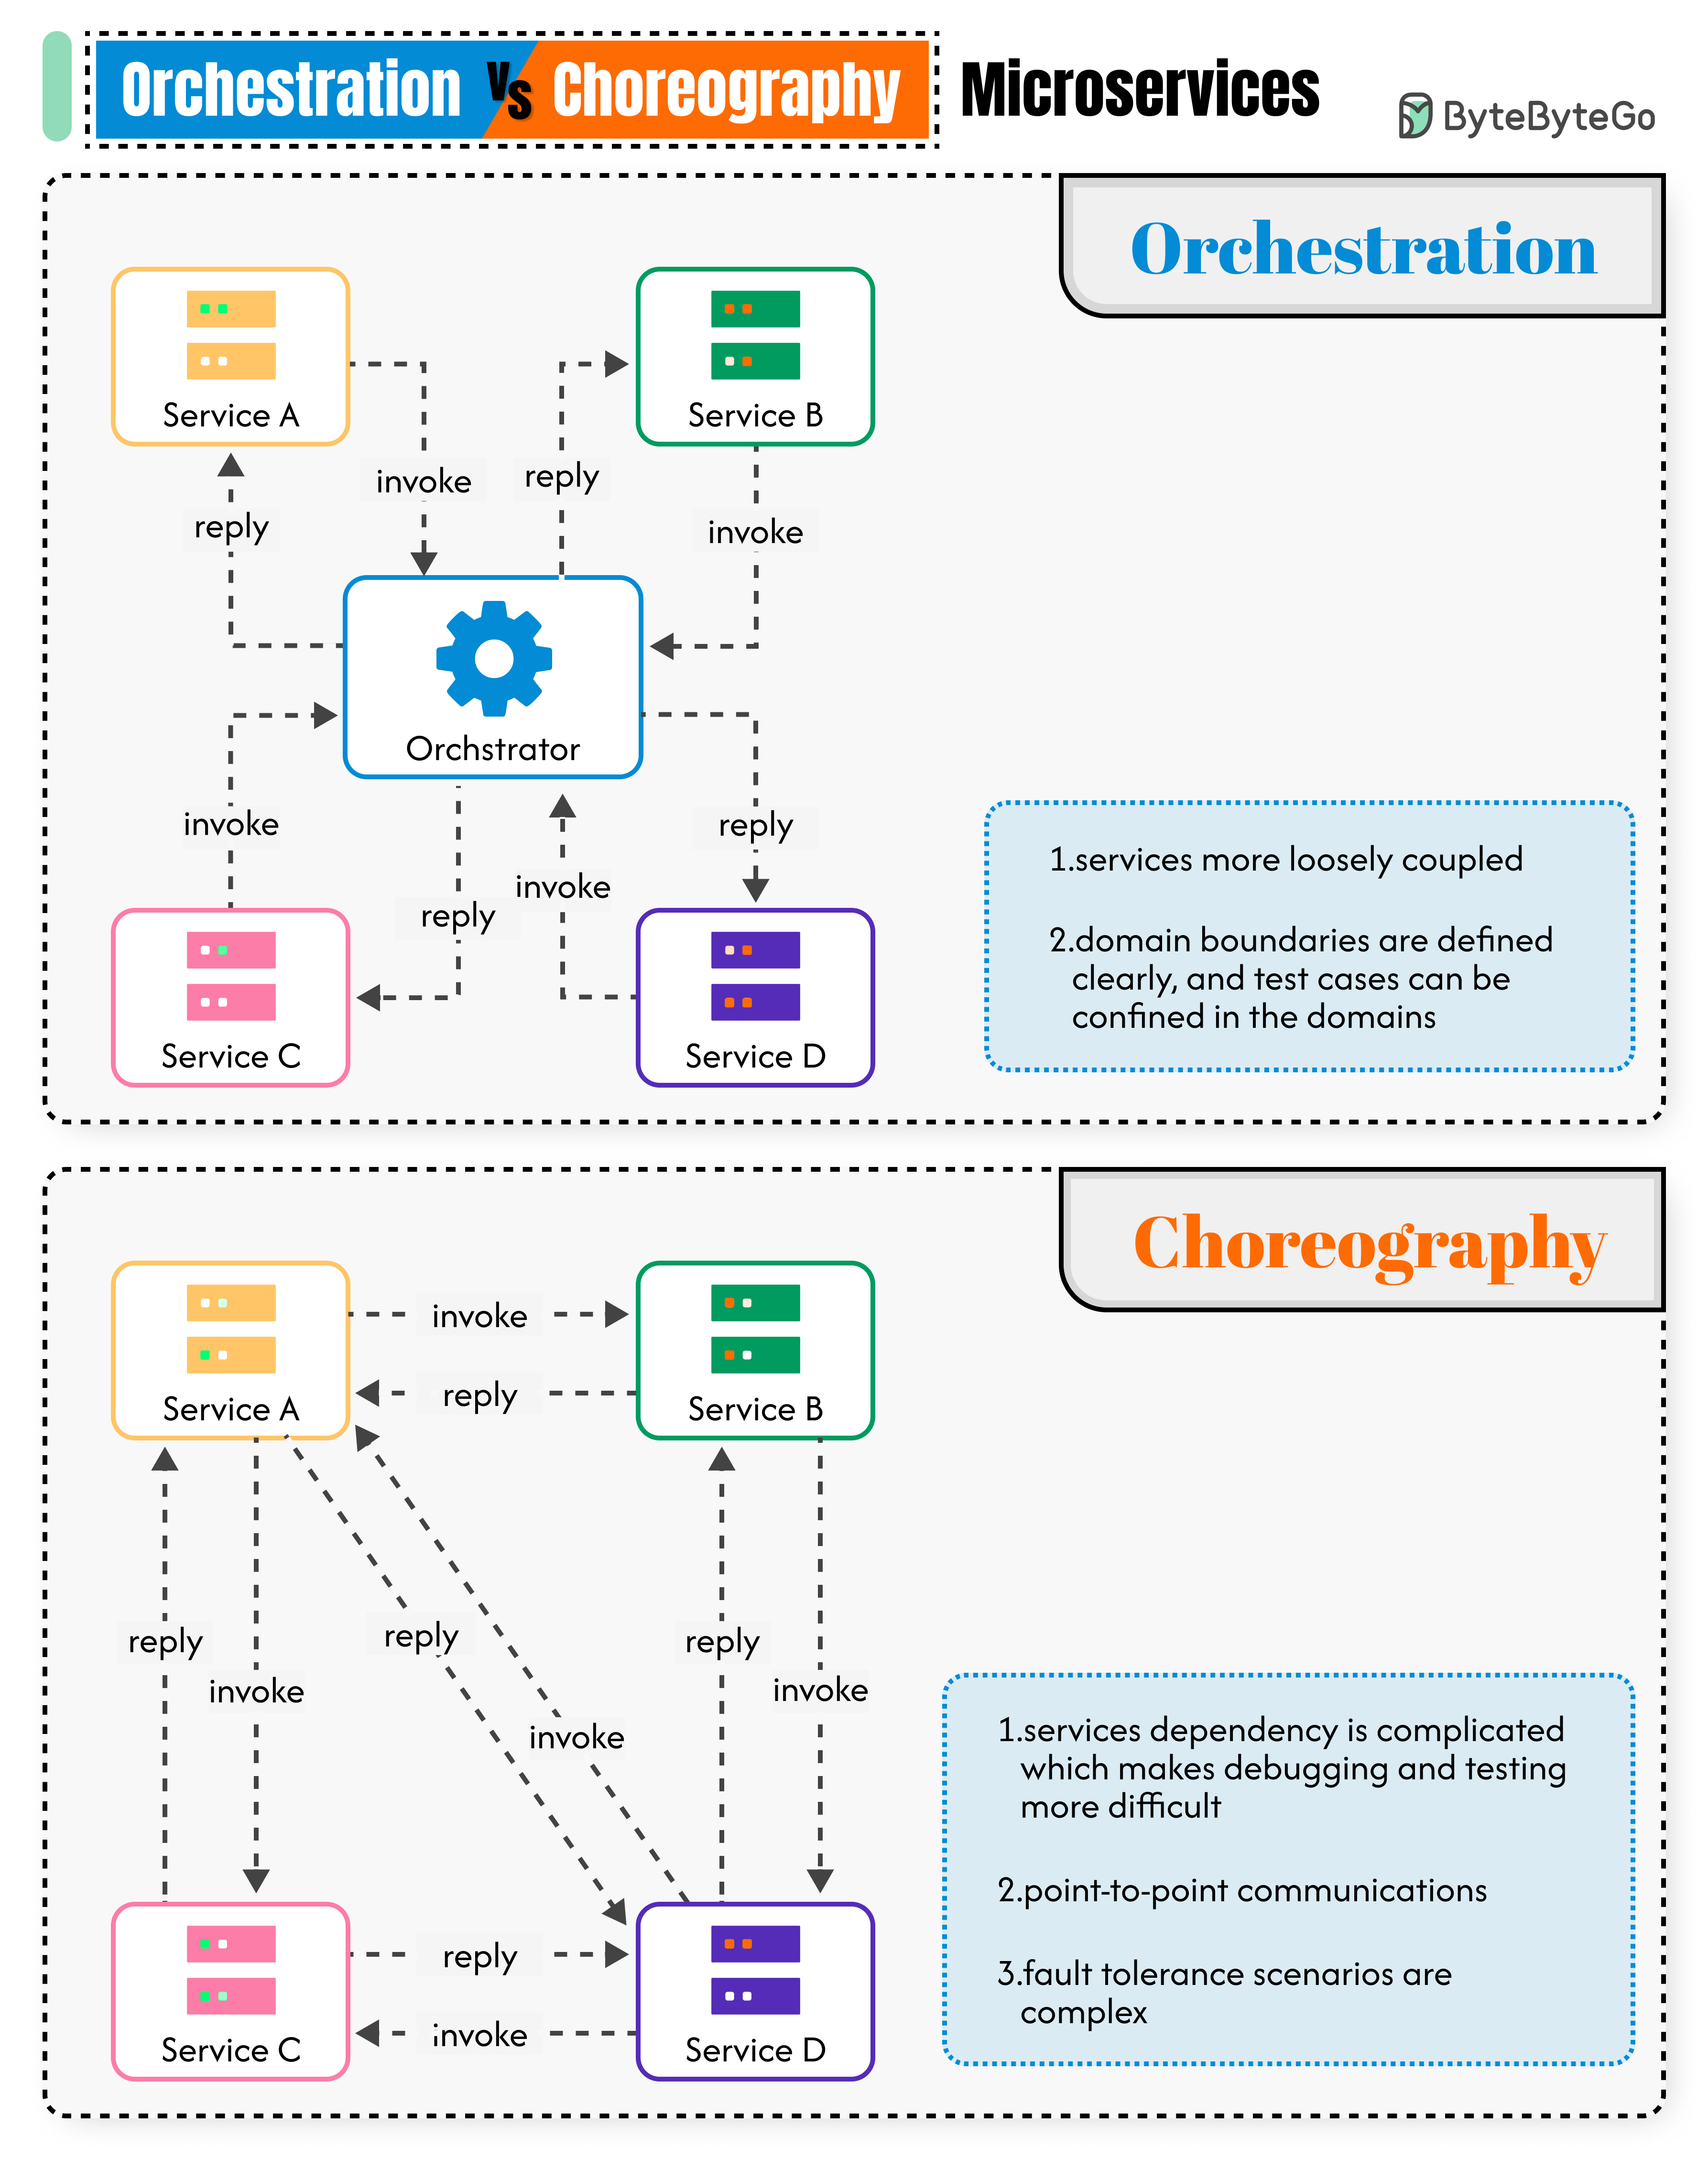 Orchestration Vs Choreography Microservices
ByteByteGo
Orchestration
Service A
Service B
invoke
reply
reply
invoke
Orchstrator
invoke
reply
invoke
reply
Service C
Service D
1.services more loosely coupled
2.domain boundaries are defined
clearly, and test cases can be
confined in the domains
Choreography
Service A
Service B
invoke
reply
reply
invoke
reply
invoke
reply
invoke
reply
invoke
Service C
Service D
1.services dependency is complicated
which makes debugging and testing
more difficult
2.point-to-point communications
3.fault tolerance scenarios are
complex